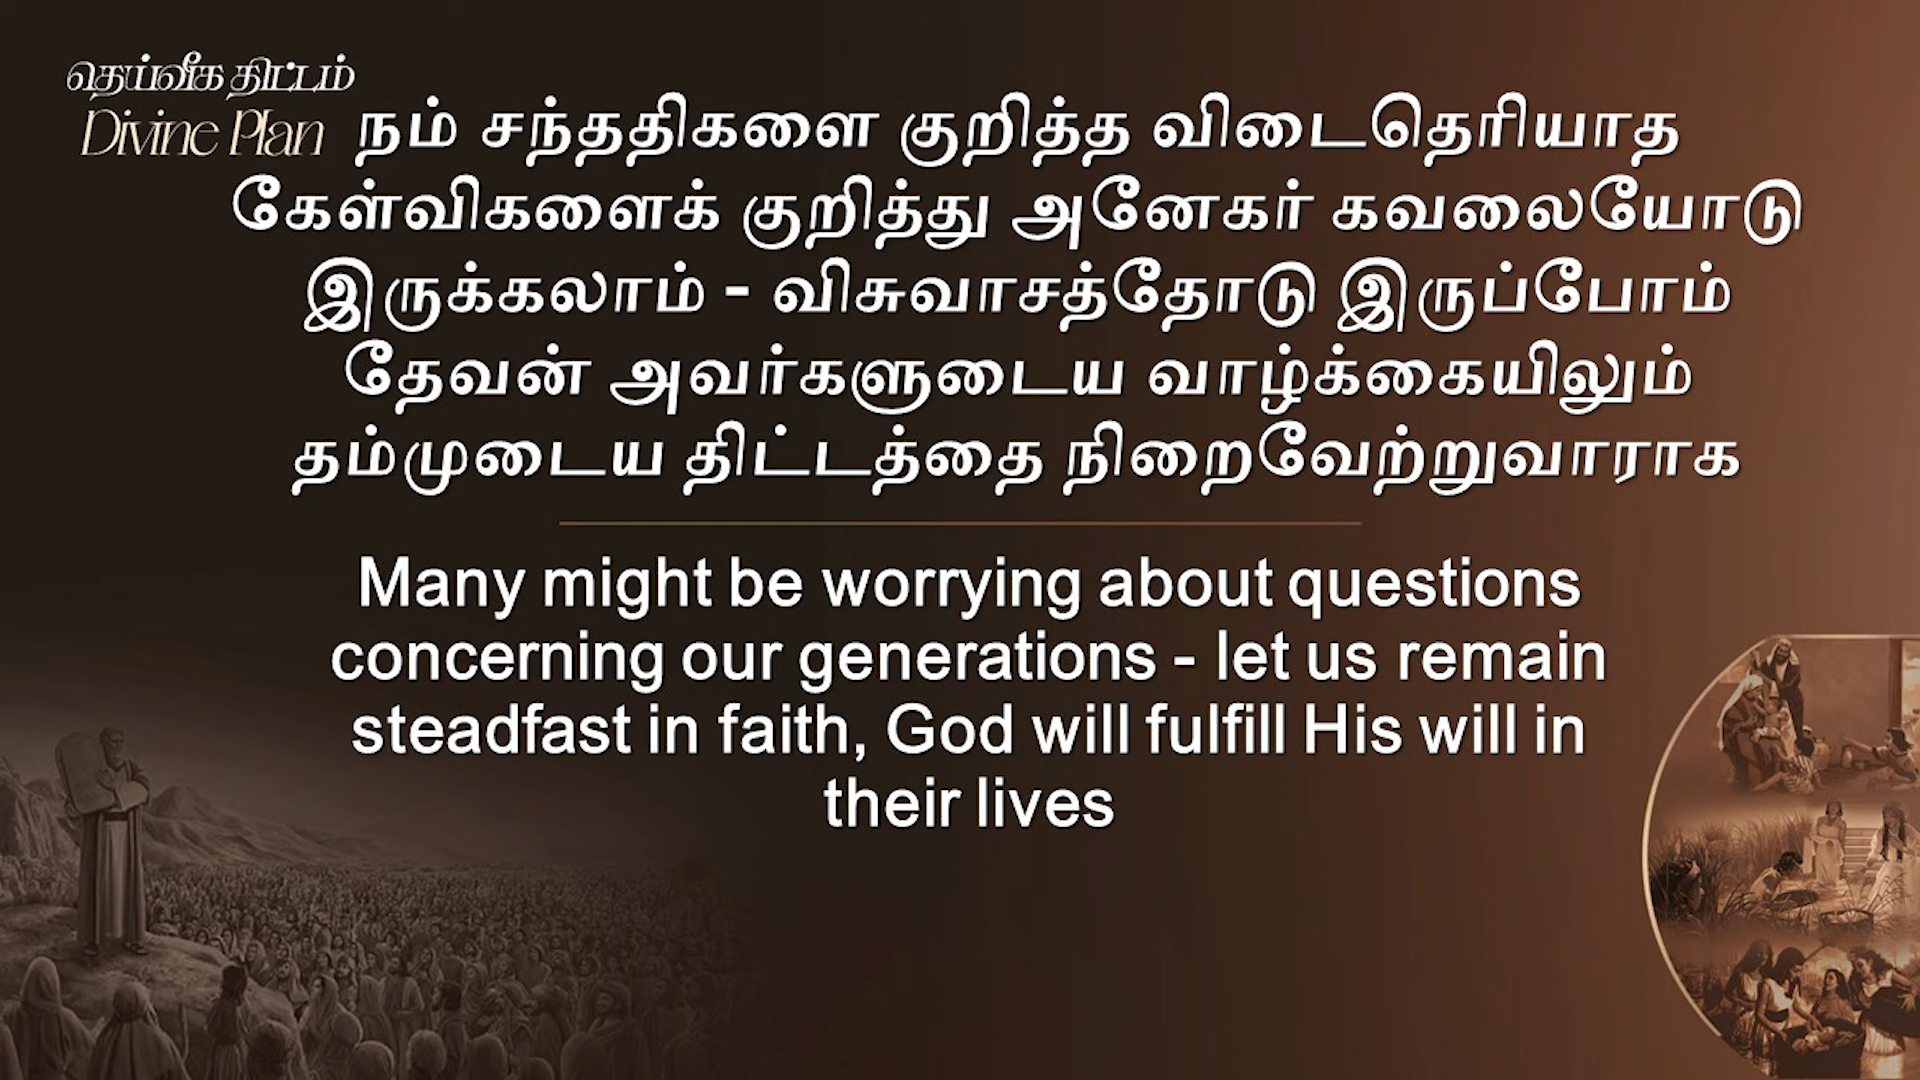 தெய்வீக திட்டம்
Divine Plan
நம் சந்ததிகளை குறித்த விடைதெரியாத
கேள்விகளைக் குறித்து அனேகர் கவலையோடு
இருக்கலாம் - விசுவாசத்தோடு இருப்போம்
தேவன் அவர்களுடைய வாழ்க்கையிலும்
தம்முடைய திட்டத்தை நிறைவேற்றுவாராக
Many might be worrying about questions
concerning our generations - let us remain
steadfast in faith, God will fulfill His will in
their lives